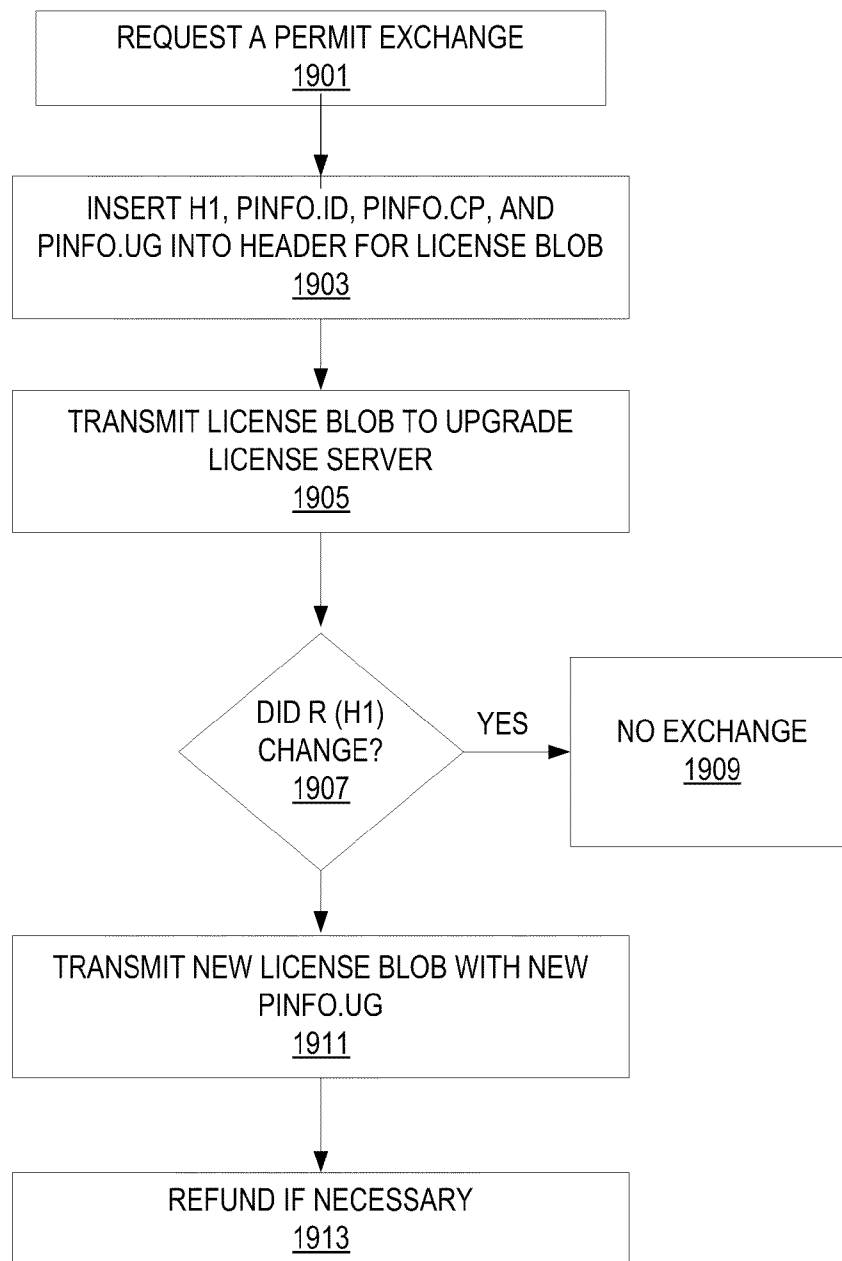 REQUEST A PERMIT EXCHANGE
1901
INSERT H1, PINFO.ID, PINFO.CP, AND
PINFO.UG INTO HEADER FOR LICENSE BLOB
1903
TRANSMIT LICENSE BLOB TO UPGRADE
LICENSE SERVER
1905
DID R (H1)
CHANGE?
1907
YES
NO EXCHANGE
1909
TRANSMIT NEW LICENSE BLOB WITH NEW
PINFO.UG
1911
REFUND IF NECESSARY
1913